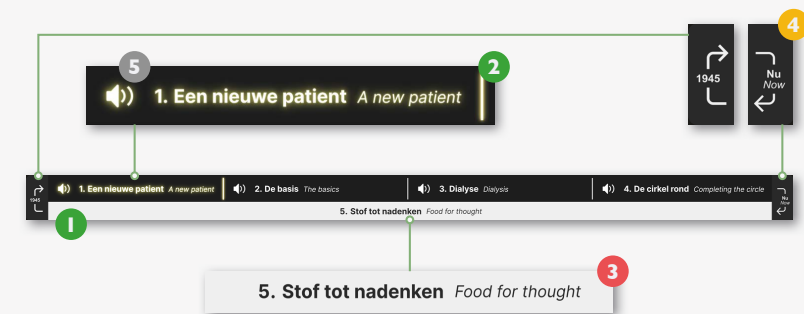 4
5
2
1. Een nieuwe patient A new patient
1945
Nu
Now
1945
1. Een nieuwe patient A new patient
2. De basis The basics
3. Dialyse Dialysis
4. De cirkel rond Completing the circle
Nu
Now
5. Stof tot nadenken Food for thought
1
3
5. Stof tot nadenken Food for thought